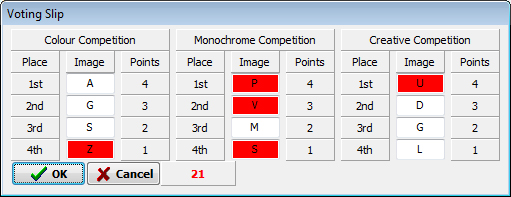 Voting Slip
Colour Competition Monochrome Competition Creative Competition
Place Image Points Place Image Points Place Image Points
1st A 4 1st P 4 1st U 4
2nd G 3 2nd V 3 2nd D 3
3rd S 2 3rd M 2 3rd G 2
4th Z 1 4th S 1 4th L 1
OK Cancel 21